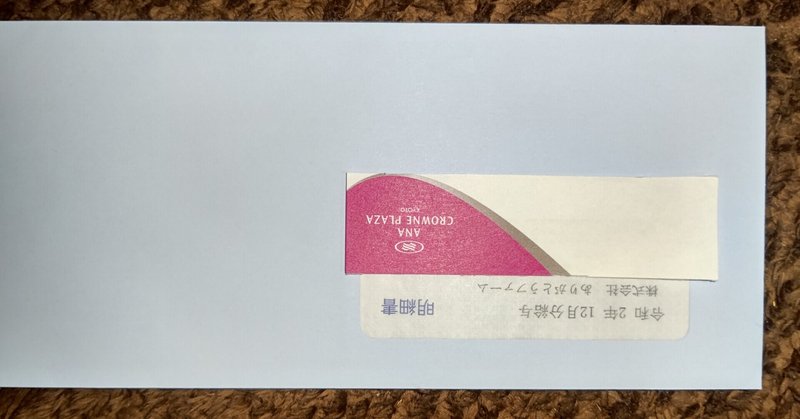 令和 2年 12月分給与 明細書
株式会社 ありがとうファーム
ANA
CROWNE PLAZA
KYOTO